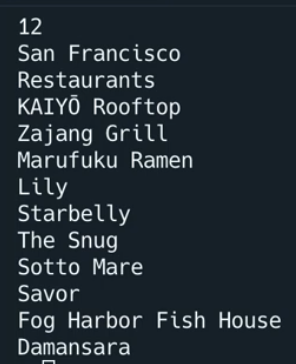 12
San Francisco
Restaurants
KAIYŌ Rooftop
Zajang Grill
Marufuku Ramen
Lily
Starbelly
The Snug
Sotto Mare
Savor
Fog Harbor Fish House
Damansara